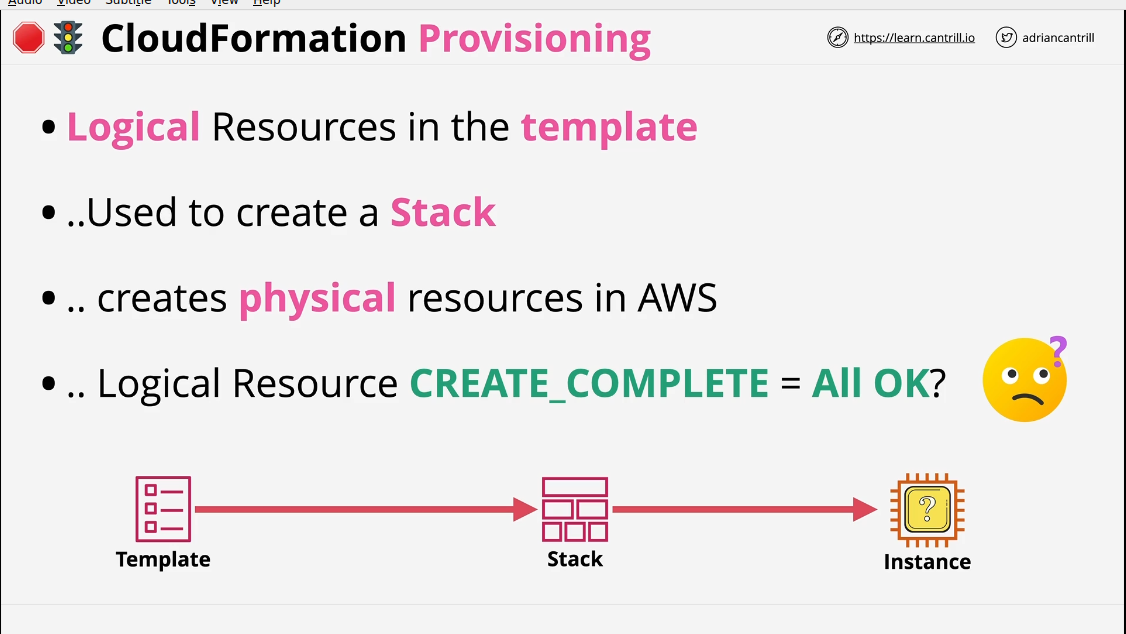 Audio Video Subtitle Tools View Help
CloudFormation Provisioning
https://learn.cantrill.io adriancantrill
• Logical Resources in the template
• ..Used to create a Stack
• .. creates physical resources in AWS
• .. Logical Resource CREATE_COMPLETE = All OK?
?
?
Template Stack Instance